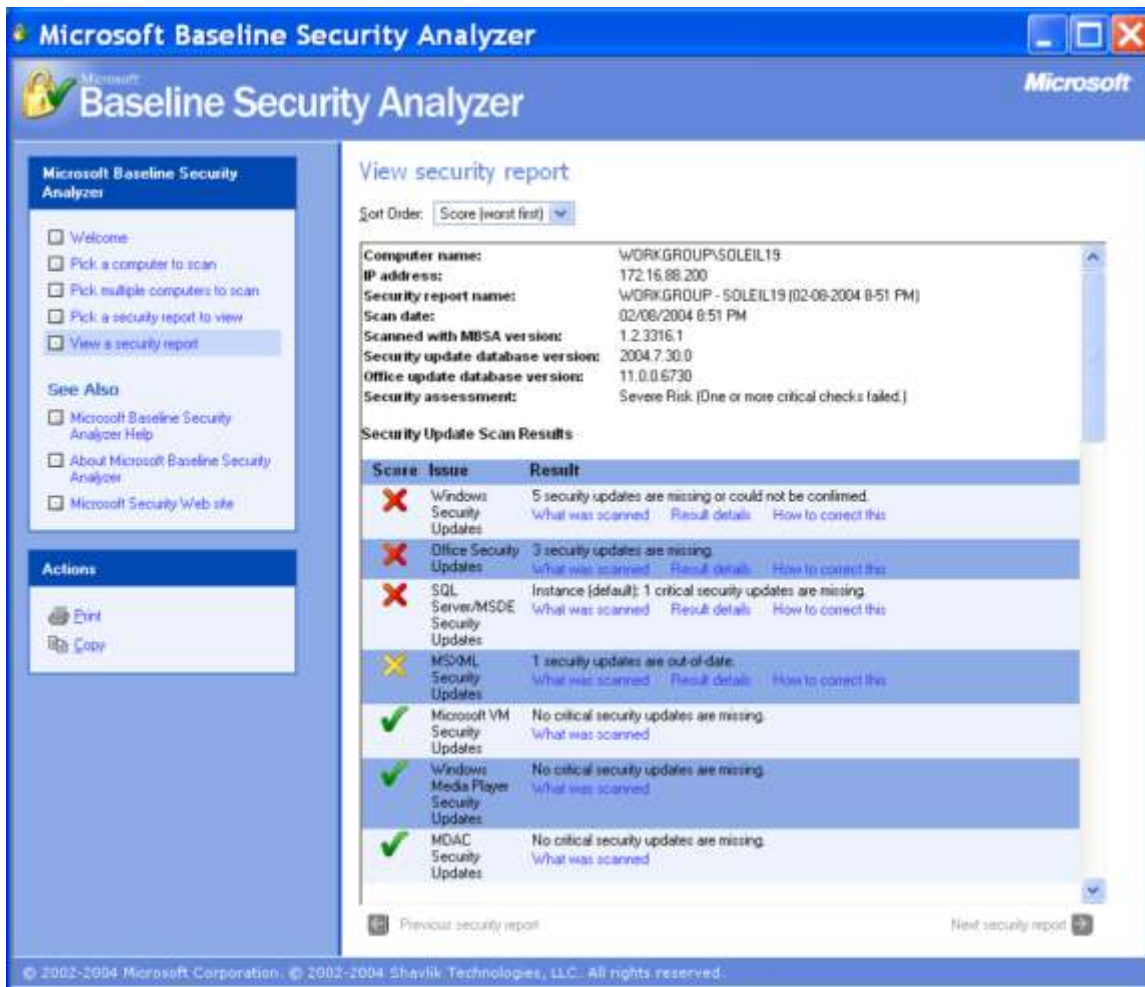 Microsoft Baseline Security Analyzer
Microsoft
Baseline Security Analyzer
Microsoft
Microsoft Baseline Security
Analyzer
Welcome
Pick a computer to scan
Pick multiple computers to scan
Pick a security report to view
View a security report
See Also
Microsoft Baseline Security
Analyzer Help
About Microsoft Baseline Security
Analyzer
Microsoft Security Web site
Actions
Print
Copy
View security report
Sort Order: Score (worst first)
Computer name: WORKGROUP\SOLEIL19
IP address: 172.16.88.200
Security report name: WORKGROUP - SOLEIL19 (02-08-2004 8-51 PM)
Scan date: 02/08/2004 8:51 PM
Scanned with MBSA version: 1.2.3316.1
Security update database version: 2004.7.30.0
Office update database version: 11.0.0.6730
Security assessment: Severe Risk (One or more critical checks failed.)
Security Update Scan Results
Score Issue Result
Windows Security Updates 5 security updates are missing or could not be confirmed.
What was scanned Result details How to correct this
Office Security Updates 3 security updates are missing.
What was scanned Result details How to correct this
SQL Server/MSDE Security Updates Instance (default): 1 critical security updates are missing.
What was scanned Result details How to correct this
MSXML Security Updates 1 security updates are out-of-date.
What was scanned Result details How to correct this
Microsoft VM Security Updates No critical security updates are missing.
What was scanned
Windows Media Player Security Updates No critical security updates are missing.
What was scanned
MDAC Security Updates No critical security updates are missing.
What was scanned
Previous security report Next security report
© 2002-2004 Microsoft Corporation. © 2002-2004 Shavlik Technologies, LLC. All rights reserved.